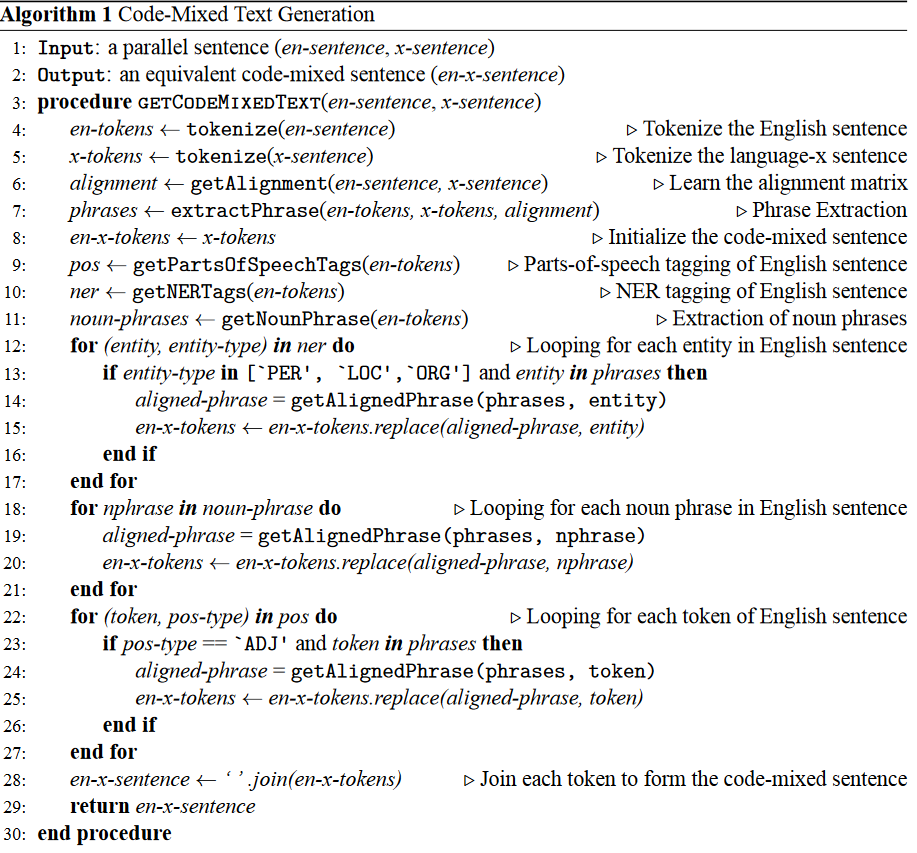 Algorithm 1 Code-Mixed Text Generation
1: Input: a parallel sentence (en-sentence, x-sentence)
2: Output: an equivalent code-mixed sentence (en-x-sentence)
3: procedure GETCODEMIXEDTEXT(en-sentence, x-sentence)
4: en-tokens ← tokenize(en-sentence) ▷ Tokenize the English sentence
5: x-tokens ← tokenize(x-sentence) ▷ Tokenize the language-x sentence
6: alignment ← getAlignment(en-sentence, x-sentence) ▷ Learn the alignment matrix
7: phrases ← extractPhrase(en-tokens, x-tokens, alignment) ▷ Phrase Extraction
8: en-x-tokens ← x-tokens ▷ Initialize the code-mixed sentence
9: pos ← getPartsOfSpeechTags(en-tokens) ▷ Parts-of-speech tagging of English sentence
10: ner ← getNERTags(en-tokens) ▷ NER tagging of English sentence
11: noun-phrases ← getNounPhrase(en-tokens) ▷ Extraction of noun phrases
12: for (entity, entity-type) in ner do ▷ Looping for each entity in English sentence
13: if entity-type in [`PER', `LOC',`ORG'] and entity in phrases then
14: aligned-phrase = getAlignedPhrase(phrases, entity)
15: en-x-tokens ← en-x-tokens.replace(aligned-phrase, entity)
16: end if
17: end for
18: for nphrase in noun-phrase do ▷ Looping for each noun phrase in English sentence
19: aligned-phrase = getAlignedPhrase(phrases, nphrase)
20: en-x-tokens ← en-x-tokens.replace(aligned-phrase, nphrase)
21: end for
22: for (token, pos-type) in pos do ▷ Looping for each token of English sentence
23: if pos-type == `ADJ' and token in phrases then
24: aligned-phrase = getAlignedPhrase(phrases, token)
25: en-x-tokens ← en-x-tokens.replace(aligned-phrase, token)
26: end if
27: end for
28: en-x-sentence ← ‘ ’.join(en-x-tokens) ▷ Join each token to form the code-mixed sentence
29: return en-x-sentence
30: end procedure